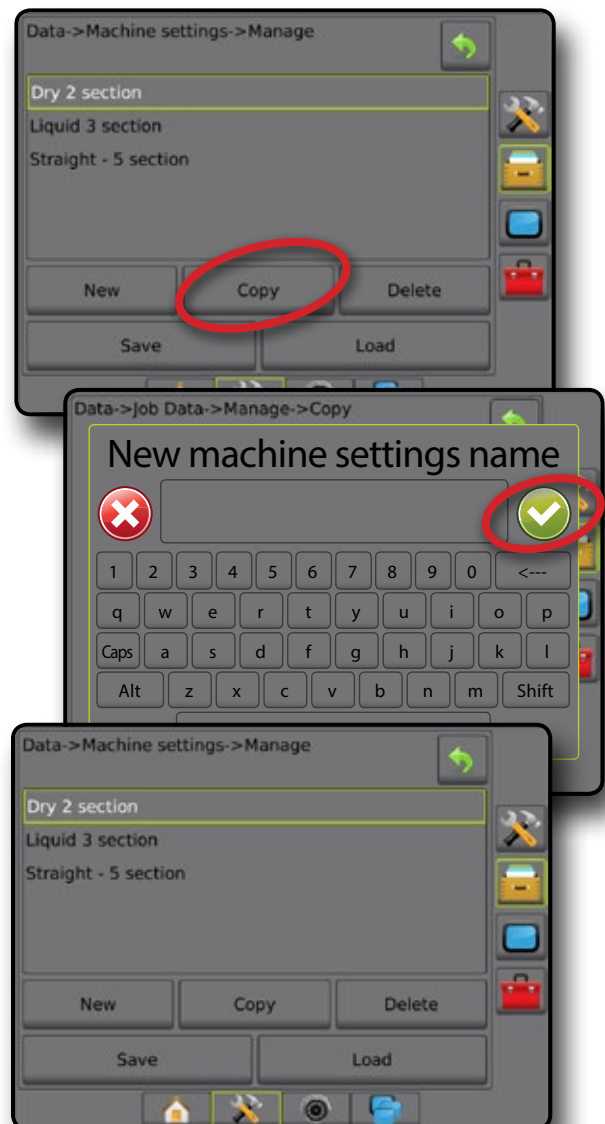 Data->Machine settings->Manage
Dry 2 section
Liquid 3 section
Straight - 5 section
New Copy Delete
Save Load
Data->Job Data->Manage->Copy
New machine settings name
1 2 3 4 5 6 7 8 9 0 <---
q w e r t y u i o p
Caps a s d f g h j k l
Alt z x c v b n m Shift
Data->Machine settings->Manage
Dry 2 section
Liquid 3 section
Straight - 5 section
New Copy Delete
Save Load